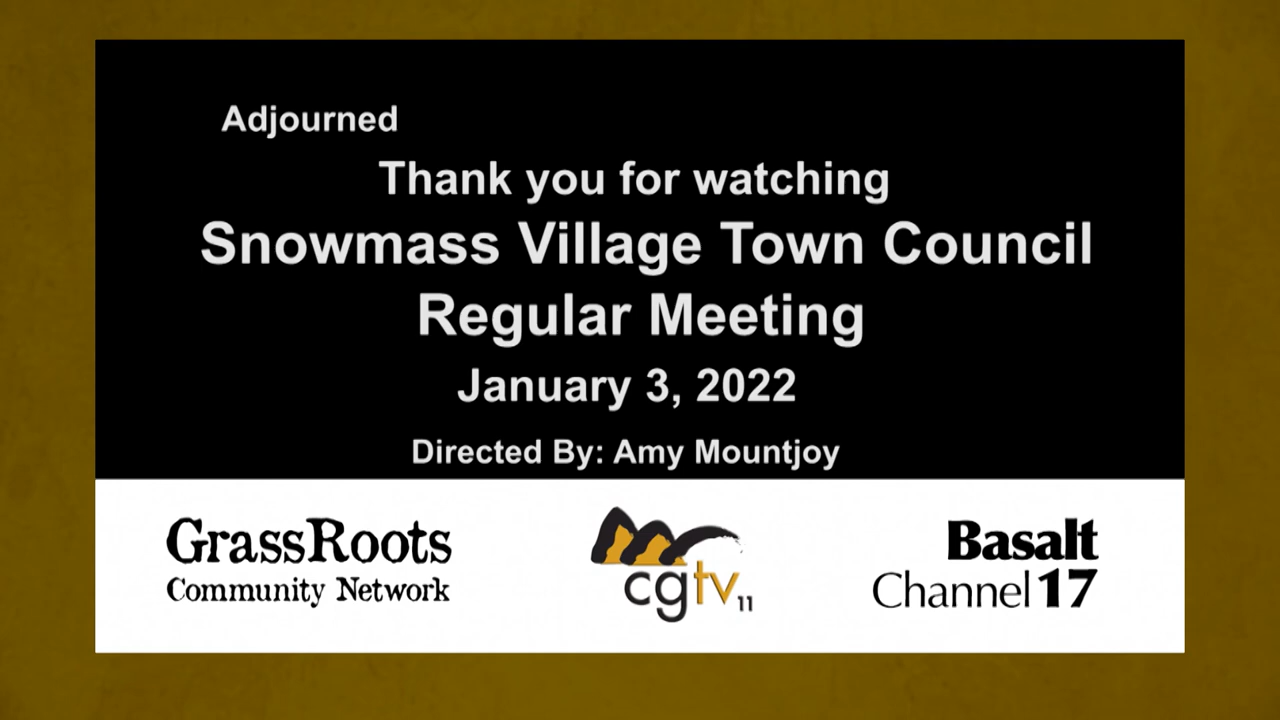 Adjourned
Thank you for watching
Snowmass Village Town Council
Regular Meeting
January 3, 2022
Directed By: Amy Mountjoy
GrassRoots
Community Network
cgtv11
Basalt
Channel 17